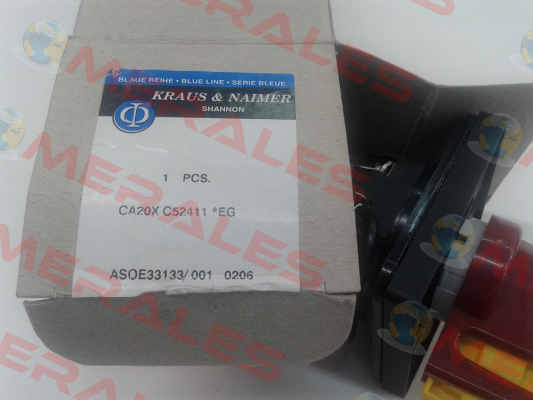 BLAUE REIHE • BLUE LINE • SERIE BLEUE
KRAUS & NAIMER
SHANNON
1 PCS.
CA20X C52411 *EG
ASOE33133/ 001 0206
MERALES
MERALES
MERALES
MERALES